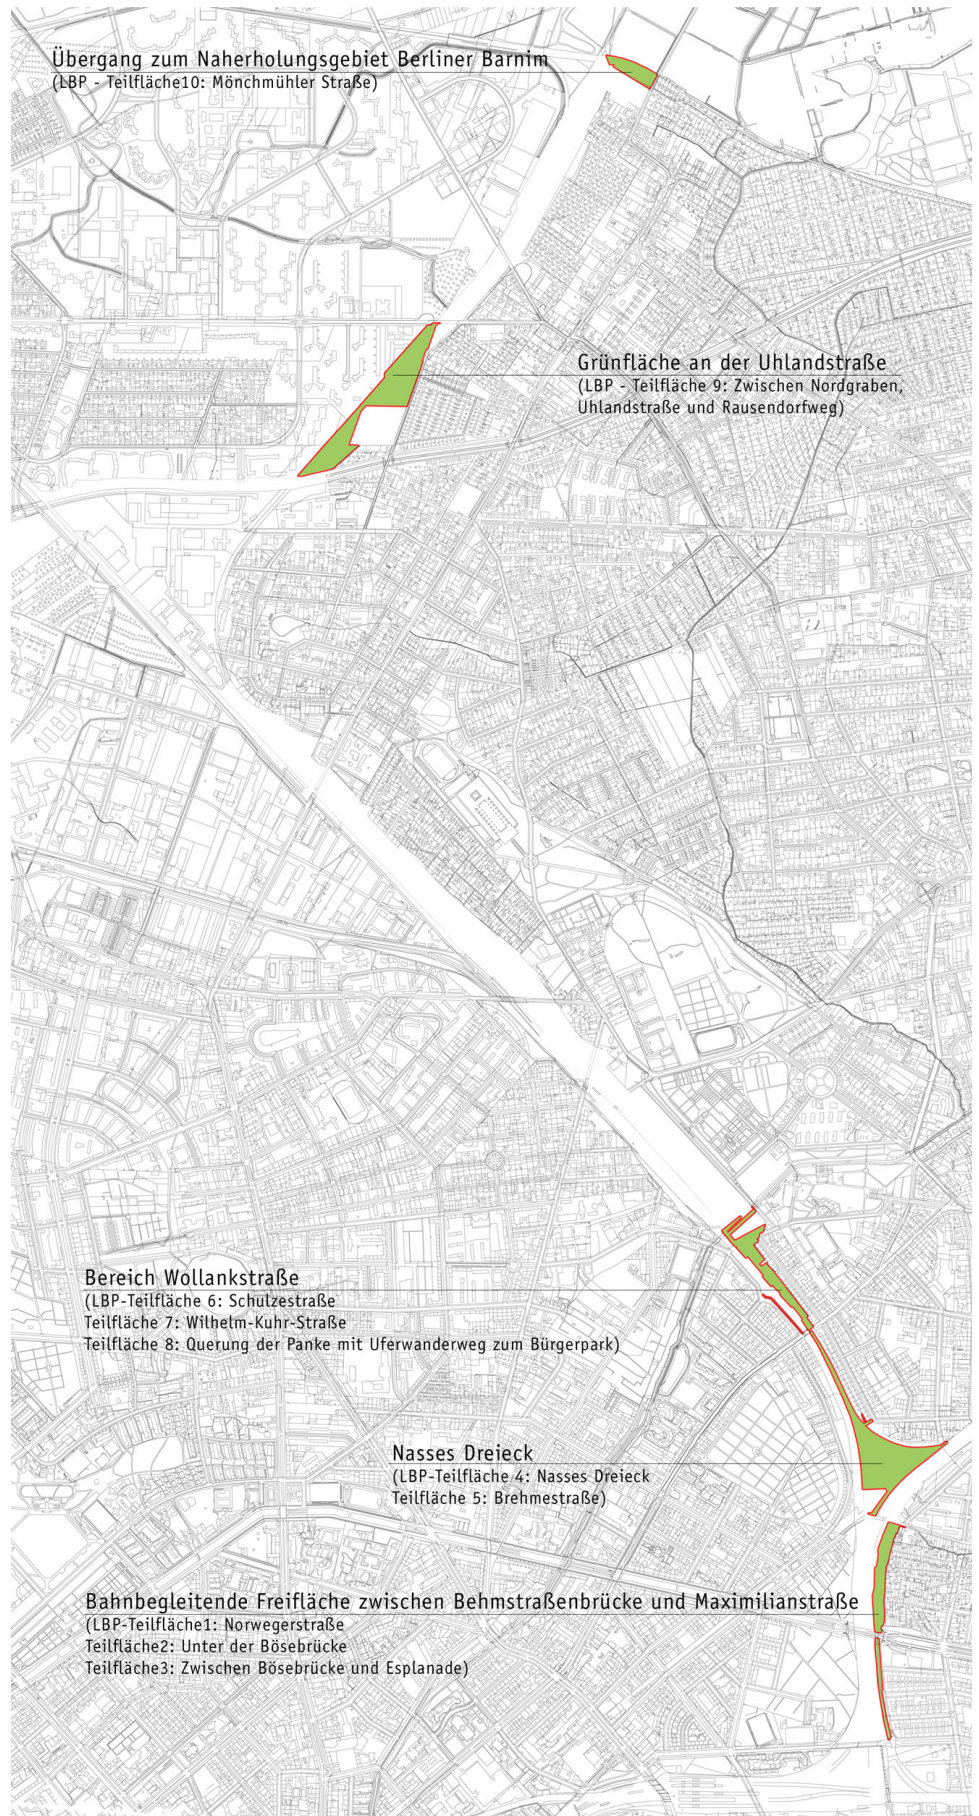 Übergang zum Naherholungsgebiet Berliner Barnim
(LBP - Teilfläche10: Mönchmühler Straße)
Grünfläche an der Uhlandstraße
(LBP - Teilfläche 9: Zwischen Nordgraben,
Uhlandstraße und Rausendorfweg)
Bereich Wollankstraße
(LBP-Teilfläche 6: Schulzestraße
Teilfläche 7: Wilhelm-Kuhr-Straße
Teilfläche 8: Querung der Panke mit Uferwanderweg zum Bürgerpark)
Nasses Dreieck
(LBP-Teilfläche 4: Nasses Dreieck
Teilfläche 5: Brehmestraße)
Bahnbegleitende Freifläche zwischen Behmstraßenbrücke und Maximilianstraße
(LBP-Teilfläche1: Norwegerstraße
Teilfläche2: Unter der Bösebrücke
Teilfläche3: Zwischen Bösebrücke und Esplanade)